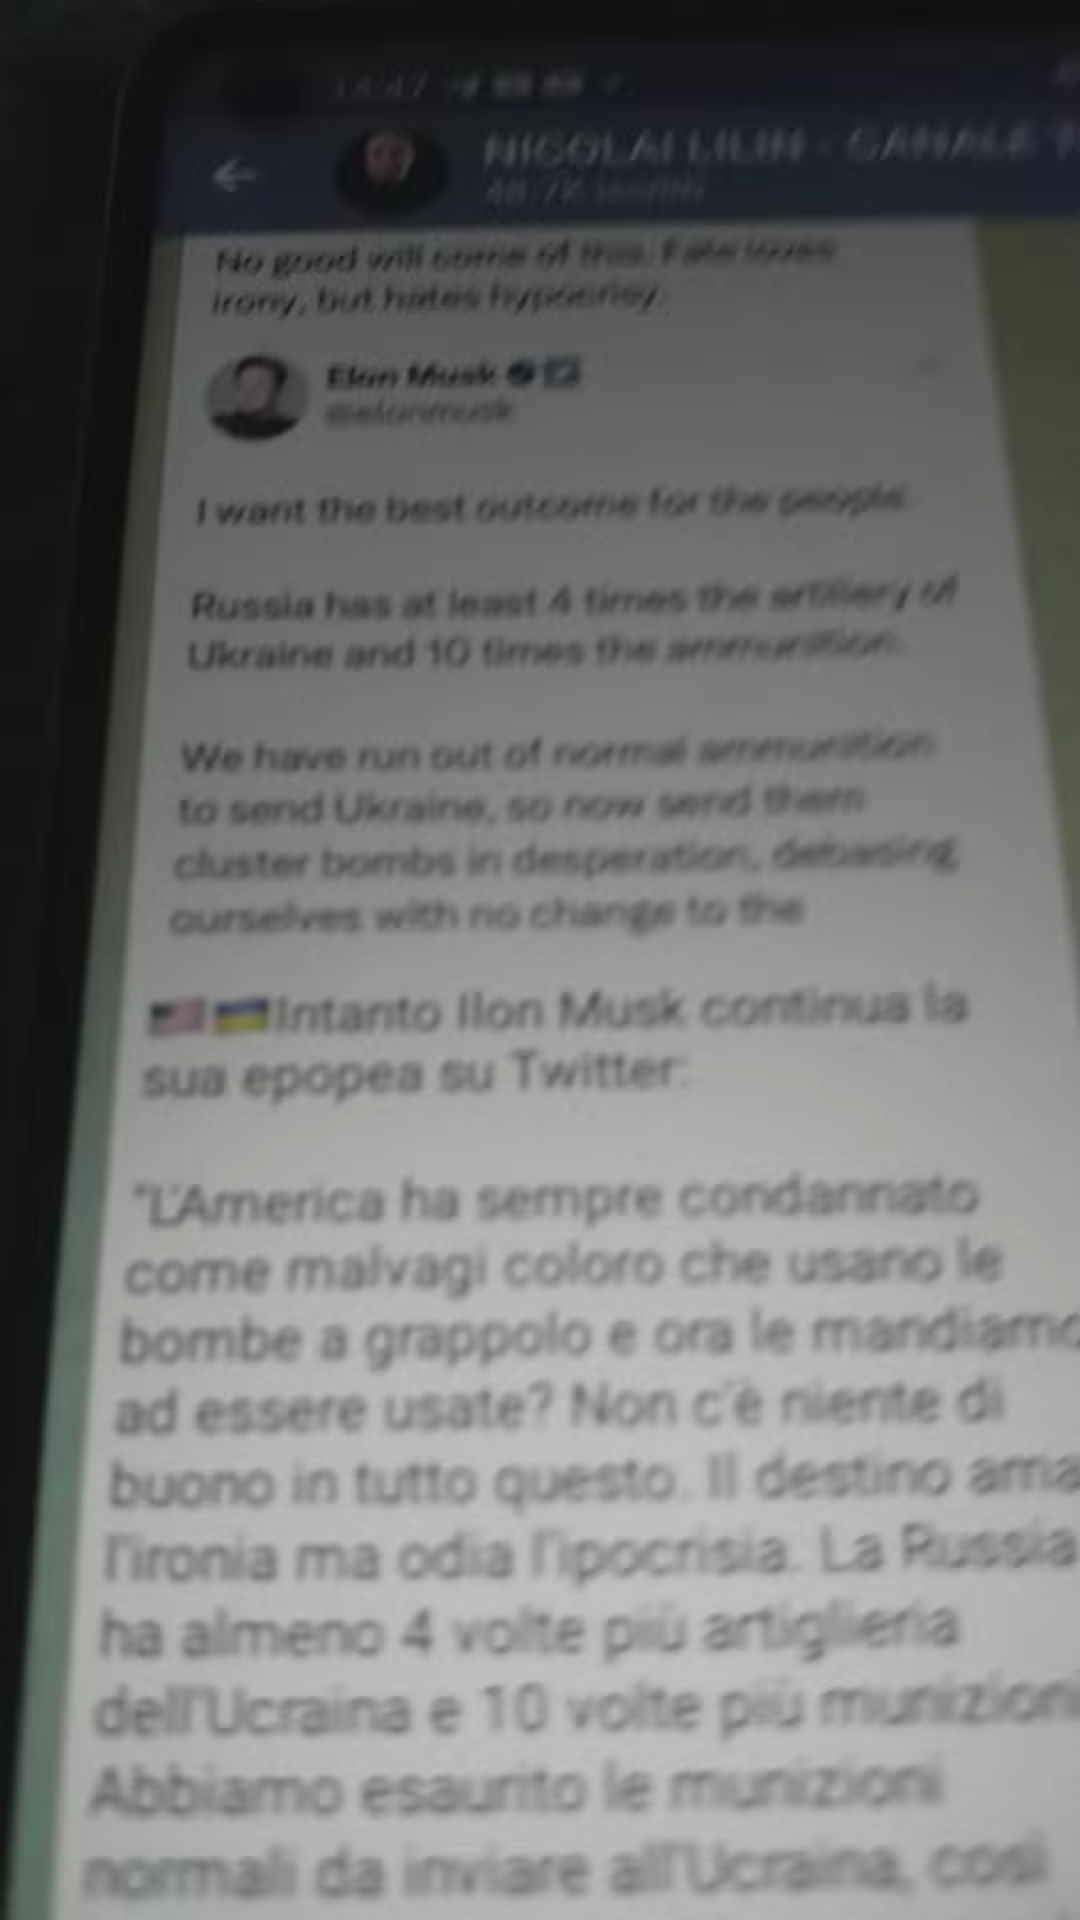 NICOLAI LILIN - CANALE T
No good will come of this. Fate loves
irony, but hates hypocrisy.
Elon Musk
@elonmusk
I want the best outcome for the people.
Russia has at least 4 times the artillery of
Ukraine and 10 times the ammunition.
We have run out of normal ammunition
to send Ukraine, so now send them
cluster bombs in desperation, debasing
ourselves with no change to the
Intanto Ilon Musk continua la
sua epopea su Twitter:
"L'America ha sempre condannato
come malvagi coloro che usano le
bombe a grappolo e ora le mandiamo
ad essere usate? Non c'è niente di
buono in tutto questo. Il destino ama
l'ironia ma odia l'ipocrisia. La Russia
ha almeno 4 volte più artiglieria
dell'Ucraina e 10 volte più munizioni
Abbiamo esaurito le munizioni
normali da inviare all'Ucraina, così